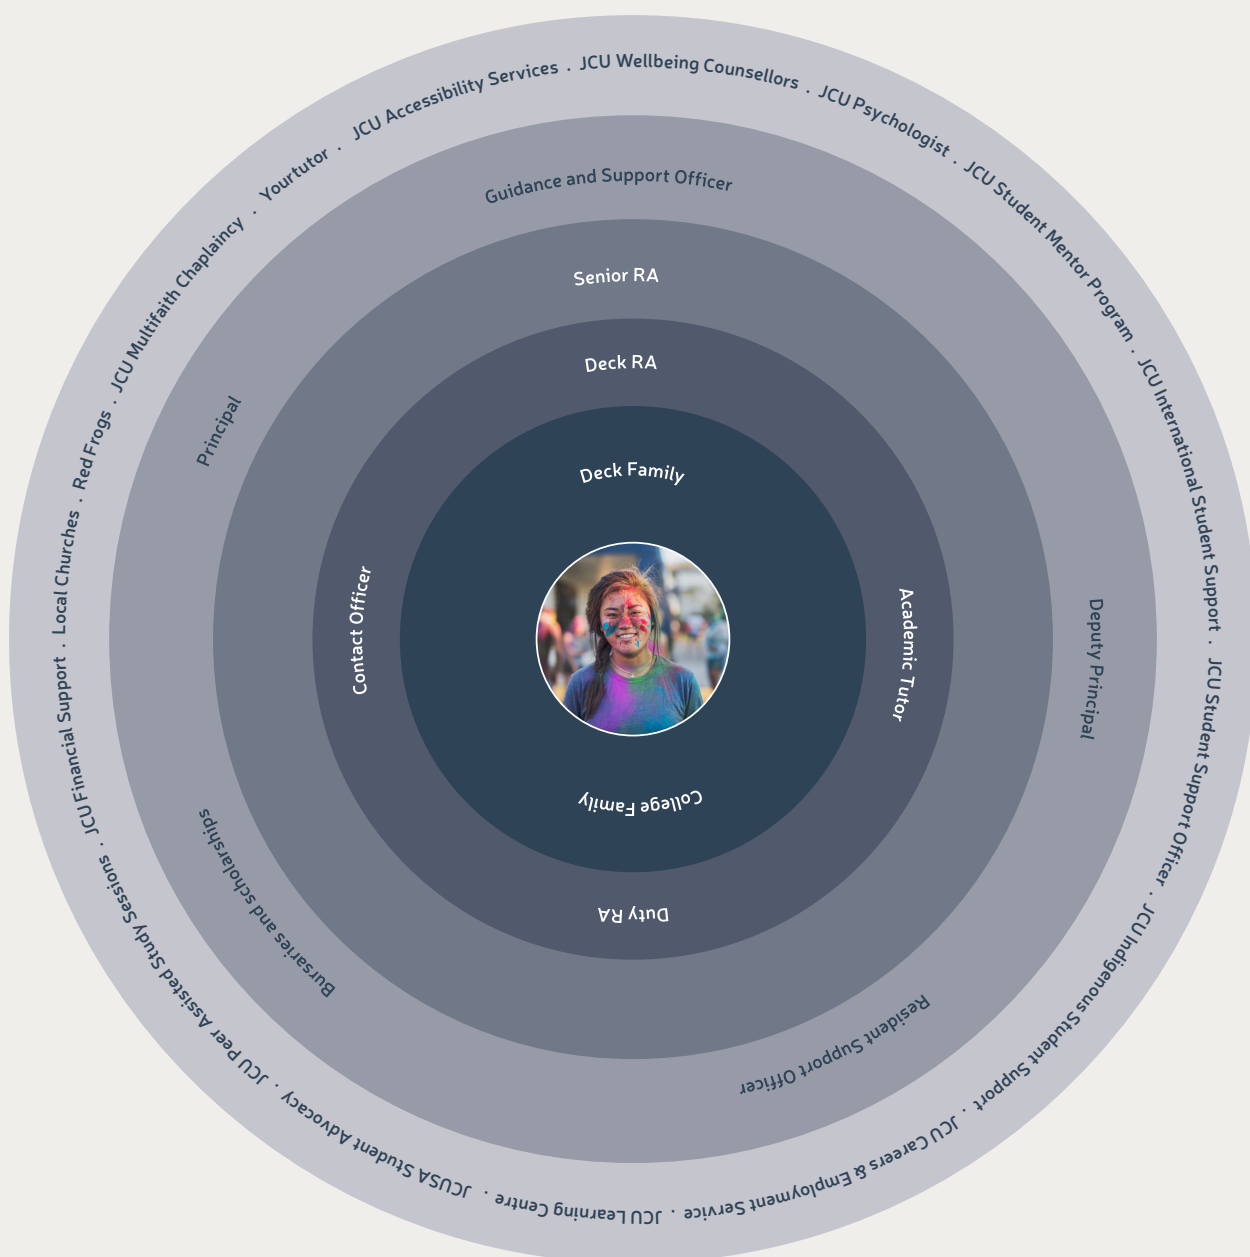 JCU Wellbeing Counsellors . JCU Psychologist . JCU Student Mentor Program . JCU International Student Support . JCU Student Support Officer . JCU Indigenous Student Support . JCU Careers & Employment Service . JCU Learning Centre . JCUSA Student Advocacy . JCU Peer Assisted Study Sessions . JCU Financial Support . Local Churches . Red Frogs . JCU Multifaith Chaplaincy . Yourtutor . JCU Accessibility Services .
Guidance and Support Officer
Deputy Principal
Resident Support Officer
Bursaries and scholarships
Principal
Senior RA
Deck RA
Academic Tutor
Duty RA
Contact Officer
Deck Family
College Family